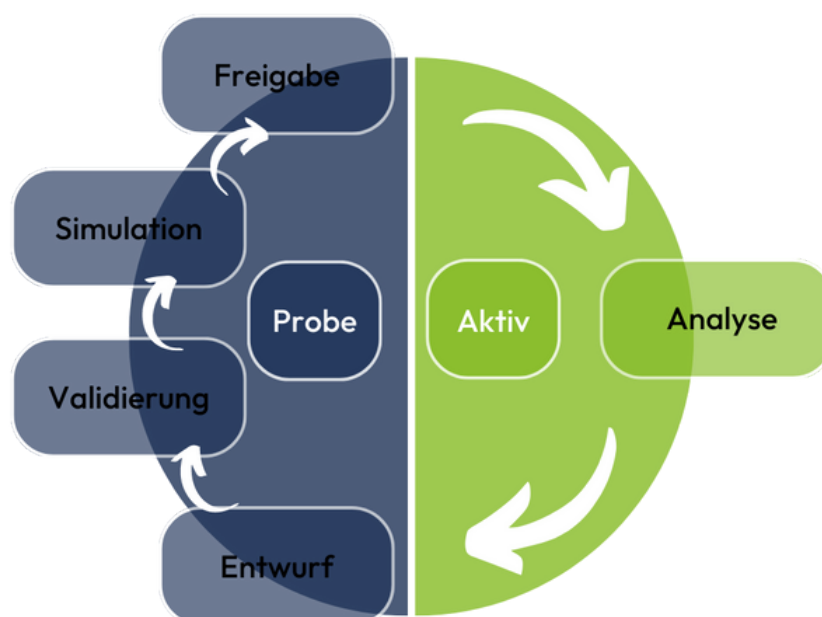 Freigabe
Simulation
Probe
Aktiv
Analyse
Validierung
Entwurf